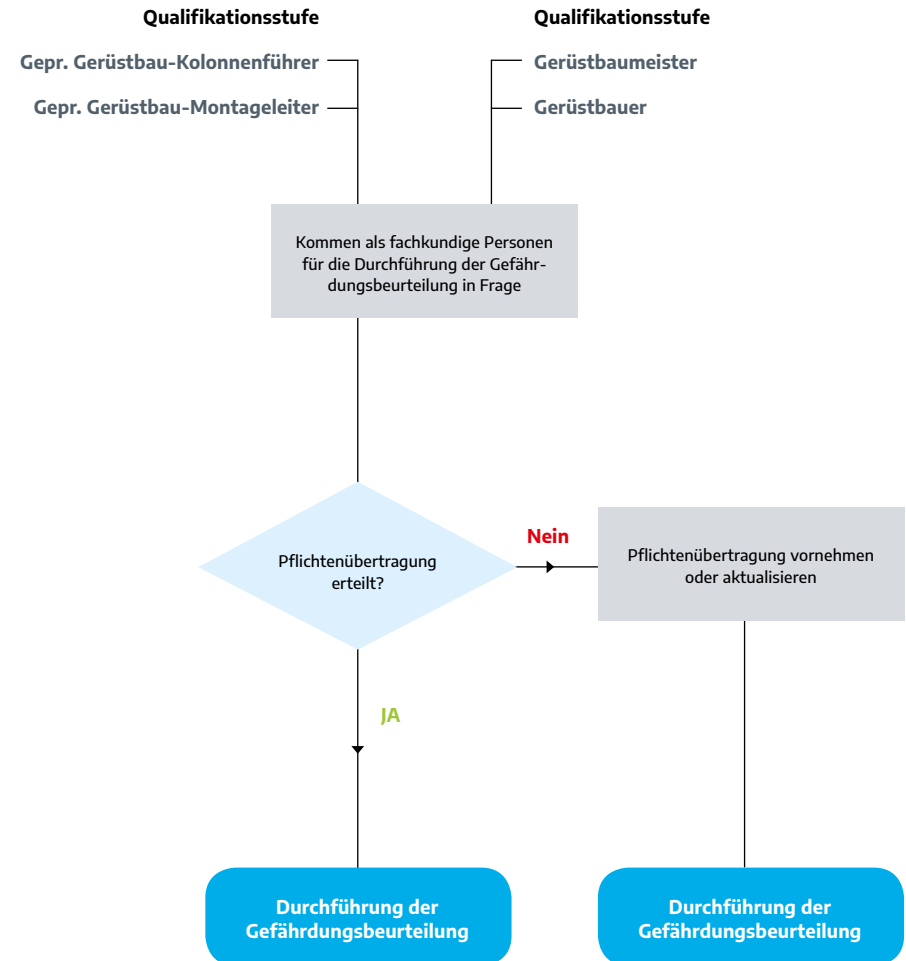 Qualifikationsstufe
Qualifikationsstufe
Gepr. Gerüstbau-Kolonnenführer
Gerüstbaumeister
Gepr. Gerüstbau-Montageleiter
Gerüstbauer
Kommen als fachkundige Personen
für die Durchführung der Gefähr-
dungsbeurteilung in Frage
Pflichtenübertragung
erteilt?
Nein
Pflichtenübertragung vornehmen
oder aktualisieren
JA
Durchführung der
Gefährdungsbeurteilung
Durchführung der
Gefährdungsbeurteilung